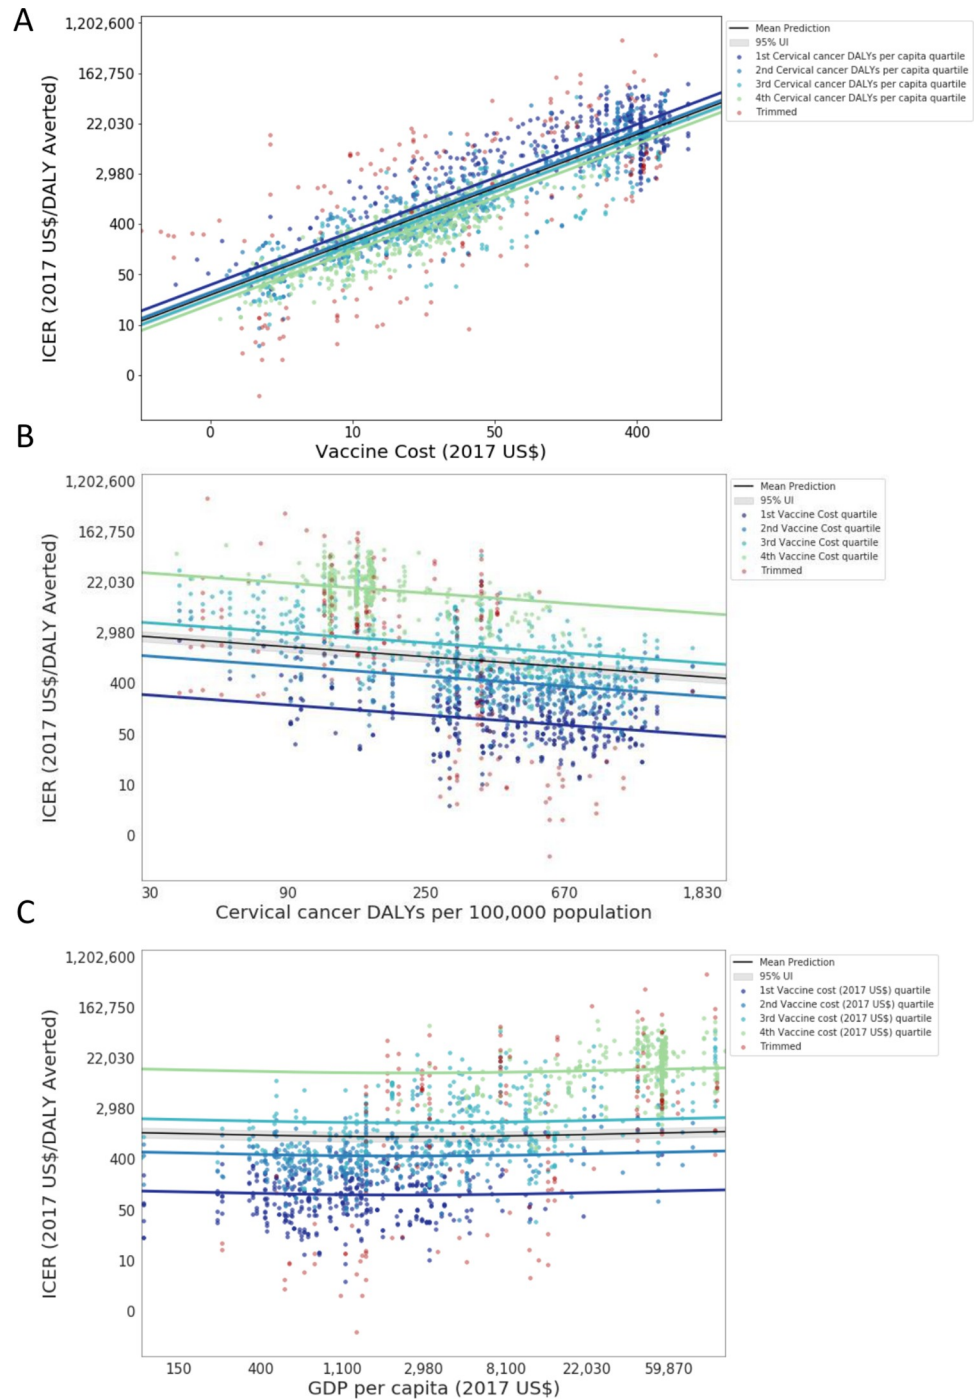 A
1,202,600
162,750
22,030
2,980
400
50
10
0
ICER (2017 US$/DALY Averted)
0 10 50 400
Vaccine Cost (2017 US$)
Mean Prediction
95% UI
1st Cervical cancer DALYs per capita quartile
2nd Cervical cancer DALYs per capita quartile
3rd Cervical cancer DALYs per capita quartile
4th Cervical cancer DALYs per capita quartile
Trimmed
B
1,202,600
162,750
22,030
2,980
400
50
10
0
ICER (2017 US$/DALY Averted)
30 90 250 670 1,830
Cervical cancer DALYs per 100,000 population
Mean Prediction
95% UI
1st Vaccine Cost quartile
2nd Vaccine Cost quartile
3rd Vaccine Cost quartile
4th Vaccine Cost quartile
Trimmed
C
1,202,600
162,750
22,030
2,980
400
50
10
0
ICER (2017 US$/DALY Averted)
150 400 1,100 2,980 8,100 22,030 59,870
GDP per capita (2017 US$)
Mean Prediction
95% UI
1st Vaccine cost (2017 US$) quartile
2nd Vaccine cost (2017 US$) quartile
3rd Vaccine cost (2017 US$) quartile
4th Vaccine cost (2017 US$) quartile
Trimmed